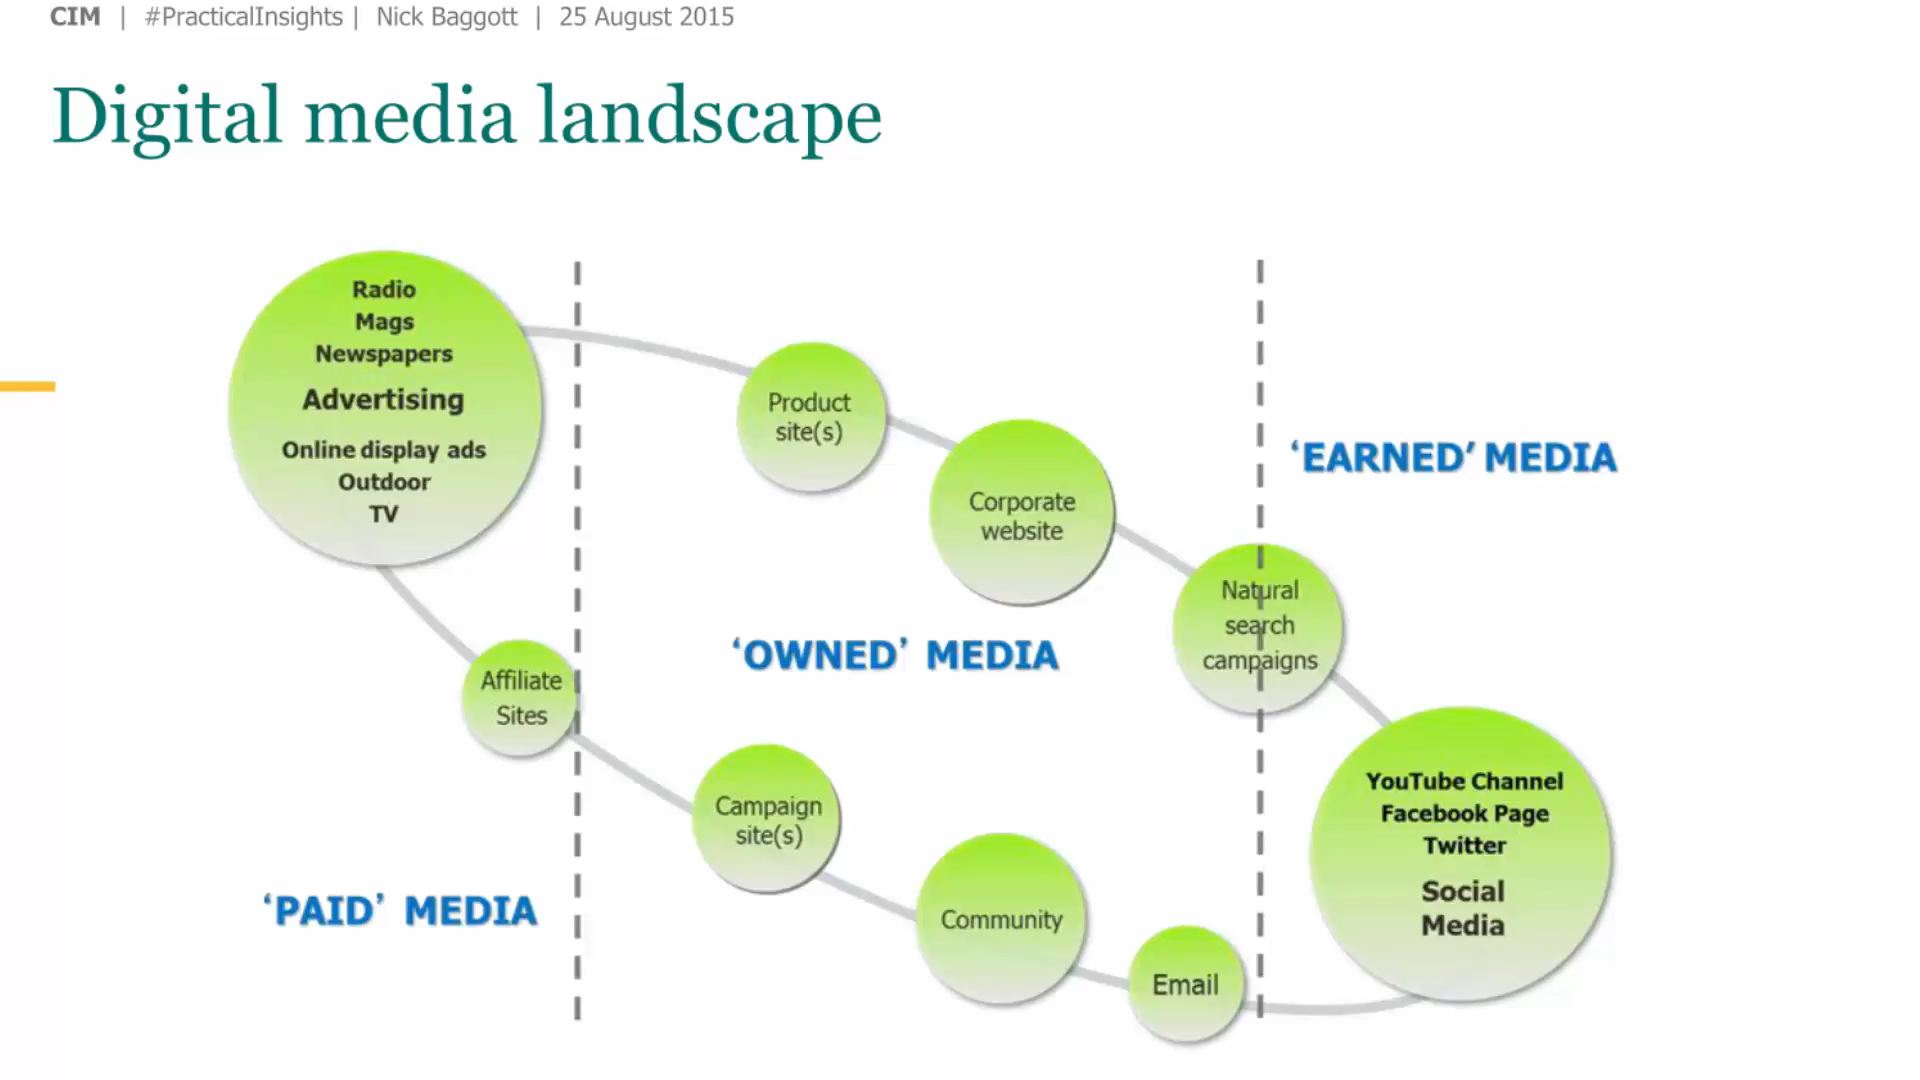 CIM | #PracticalInsights | Nick Baggott | 25 August 2015
Digital media landscape
Radio
Mags
Newspapers
Advertising
Online display ads
Outdoor
TV
Product
site(s)
Corporate
website
‘EARNED’ MEDIA
Natural
search
campaigns
‘OWNED’ MEDIA
Affiliate
Sites
Campaign
site(s)
YouTube Channel
Facebook Page
Twitter
Social
Media
‘PAID’ MEDIA
Community
Email